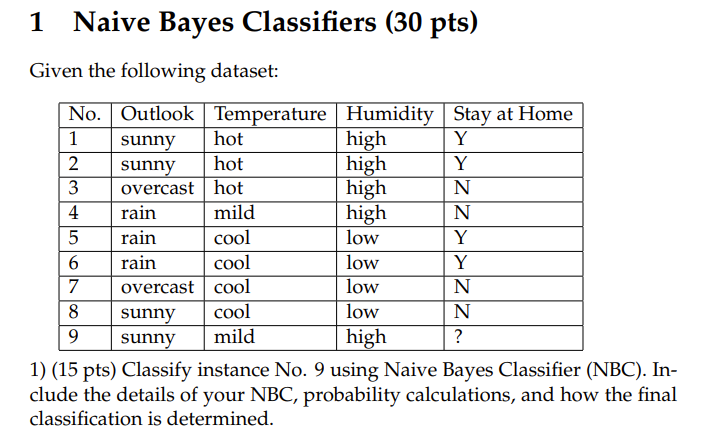 1 Naive Bayes Classifiers (30 pts)
Given the following dataset:
No. Outlook Temperature Humidity Stay at Home
1 sunny hot high Y
2 sunny hot high Y
3 overcast hot high N
4 rain mild high N
5 rain cool low Y
6 rain cool low Y
7 overcast cool low N
8 sunny cool low N
9 sunny mild high ?
1) (15 pts) Classify instance No. 9 using Naive Bayes Classifier (NBC). In-
clude the details of your NBC, probability calculations, and how the final
classification is determined.